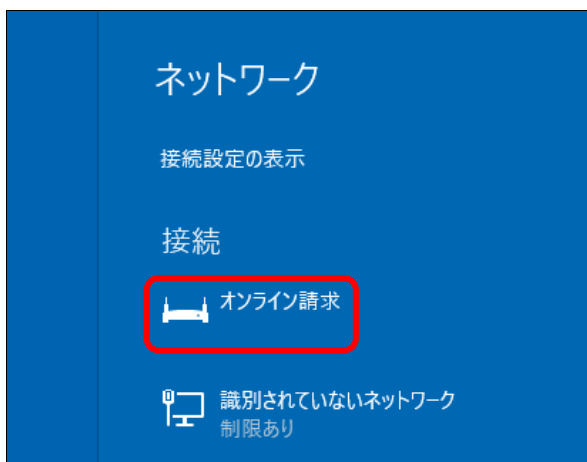 ネットワーク
接続設定の表示
接続
オンライン請求
識別されていないネットワーク
制限あり